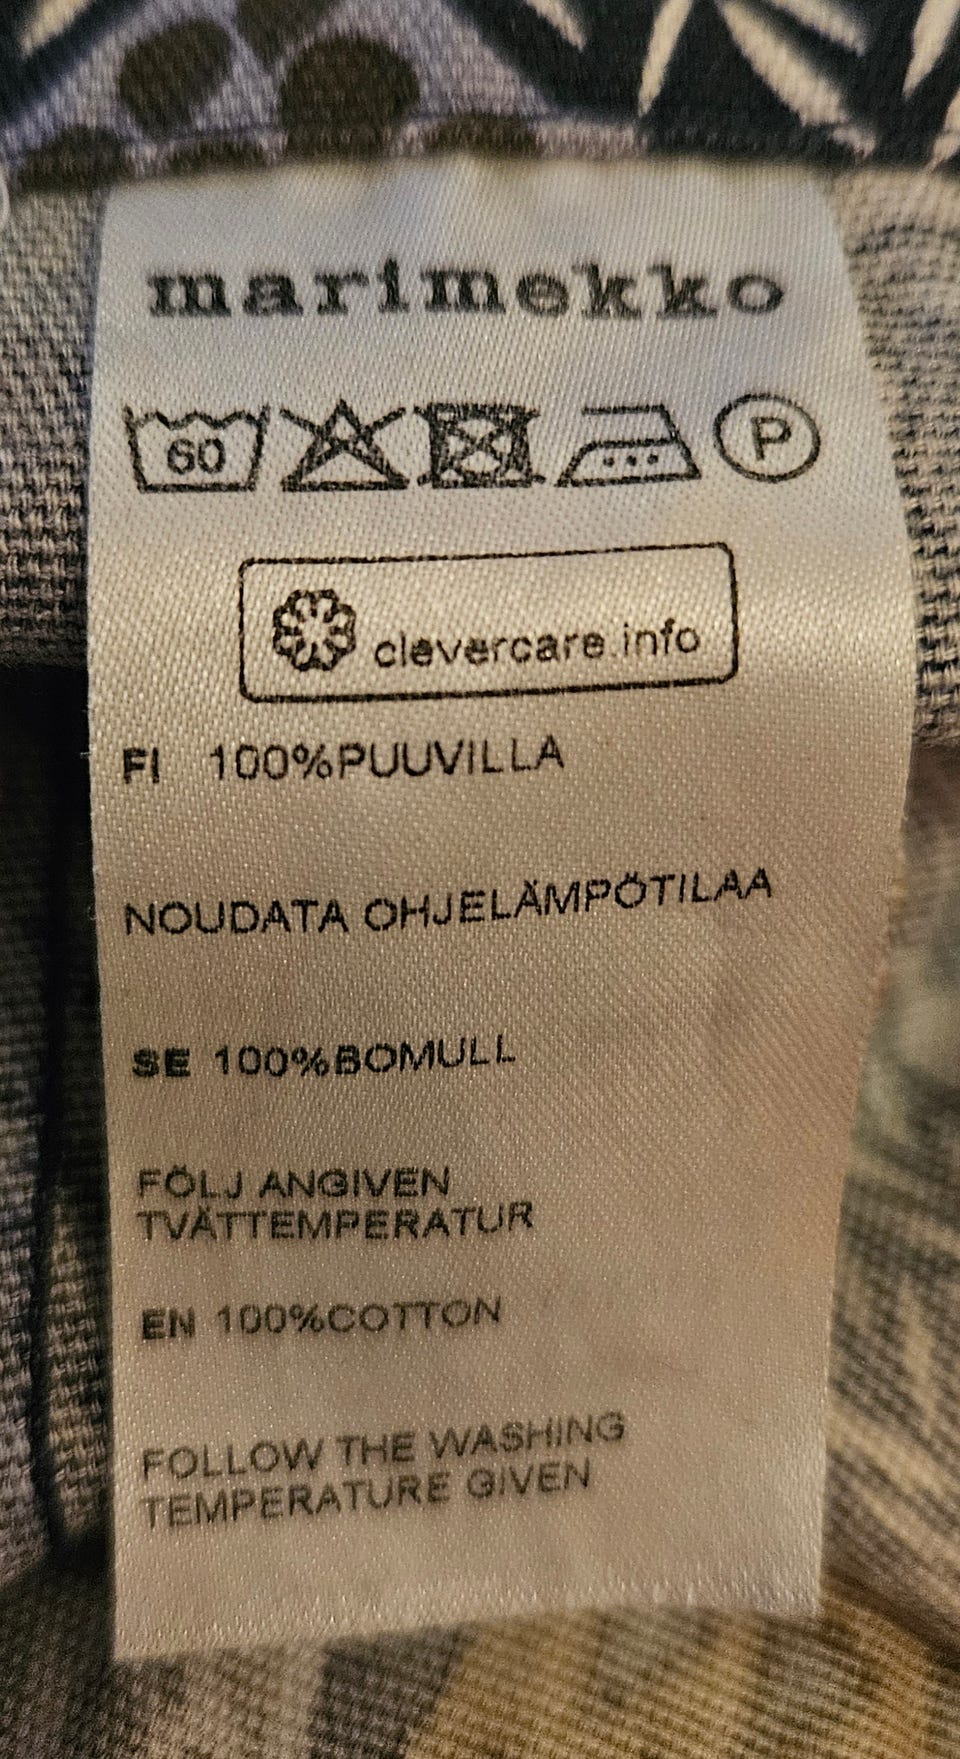 marimekko
60 P
clevercare.info
FI 100%PUUVILLA
NOUDATA OHJELÄMPÖTILAA
SE 100%BOMULL
FÖLJ ANGIVEN
TVÄTTEMPERATUR
EN 100%COTTON
FOLLOW THE WASHING
TEMPERATURE GIVEN